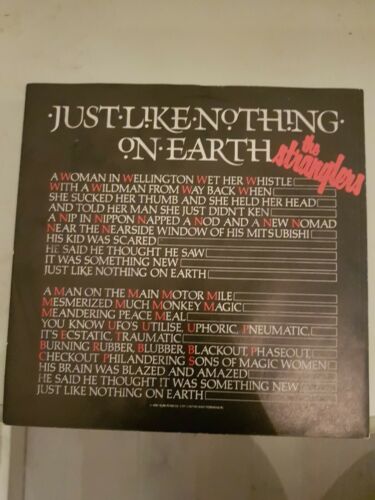 ·JUST·LIKE·NOTHING·
·ON·EARTH·
the stranglers
A WOMAN IN WELLINGTON WET HER WHISTLE
WITH A WILDMAN FROM WAY BACK WHEN
SHE SUCKED HER THUMB AND SHE HELD HER HEAD
AND TOLD HER MAN SHE JUST DIDN'T KEN
A NIP IN NIPPON NAPPED A NOD AND A NEW NOMAD
NEAR THE NEARSIDE WINDOW OF HIS MITSUBISHI
HIS KID WAS SCARED
HE SAID HE THOUGHT HE SAW
IT WAS SOMETHING NEW
JUST LIKE NOTHING ON EARTH
A MAN ON THE MAIN MOTOR MILE
MESMERIZED MUCH MONKEY MAGIC
MEANDERING PEACE MEAL
YOU KNOW UFO'S UTILISE, UPHORIC, PNEUMATIC,
IT'S ECSTATIC, TRAUMATIC
BURNING RUBBER, BLUBBER, BLACKOUT, PHASEOUT,
CHECKOUT PHILANDERING SONS OF MAGIC WOMEN
HIS BRAIN WAS BLAZED AND AMAZED
HE SAID HE THOUGHT IT WAS SOMETHING NEW
JUST LIKE NOTHING ON EARTH